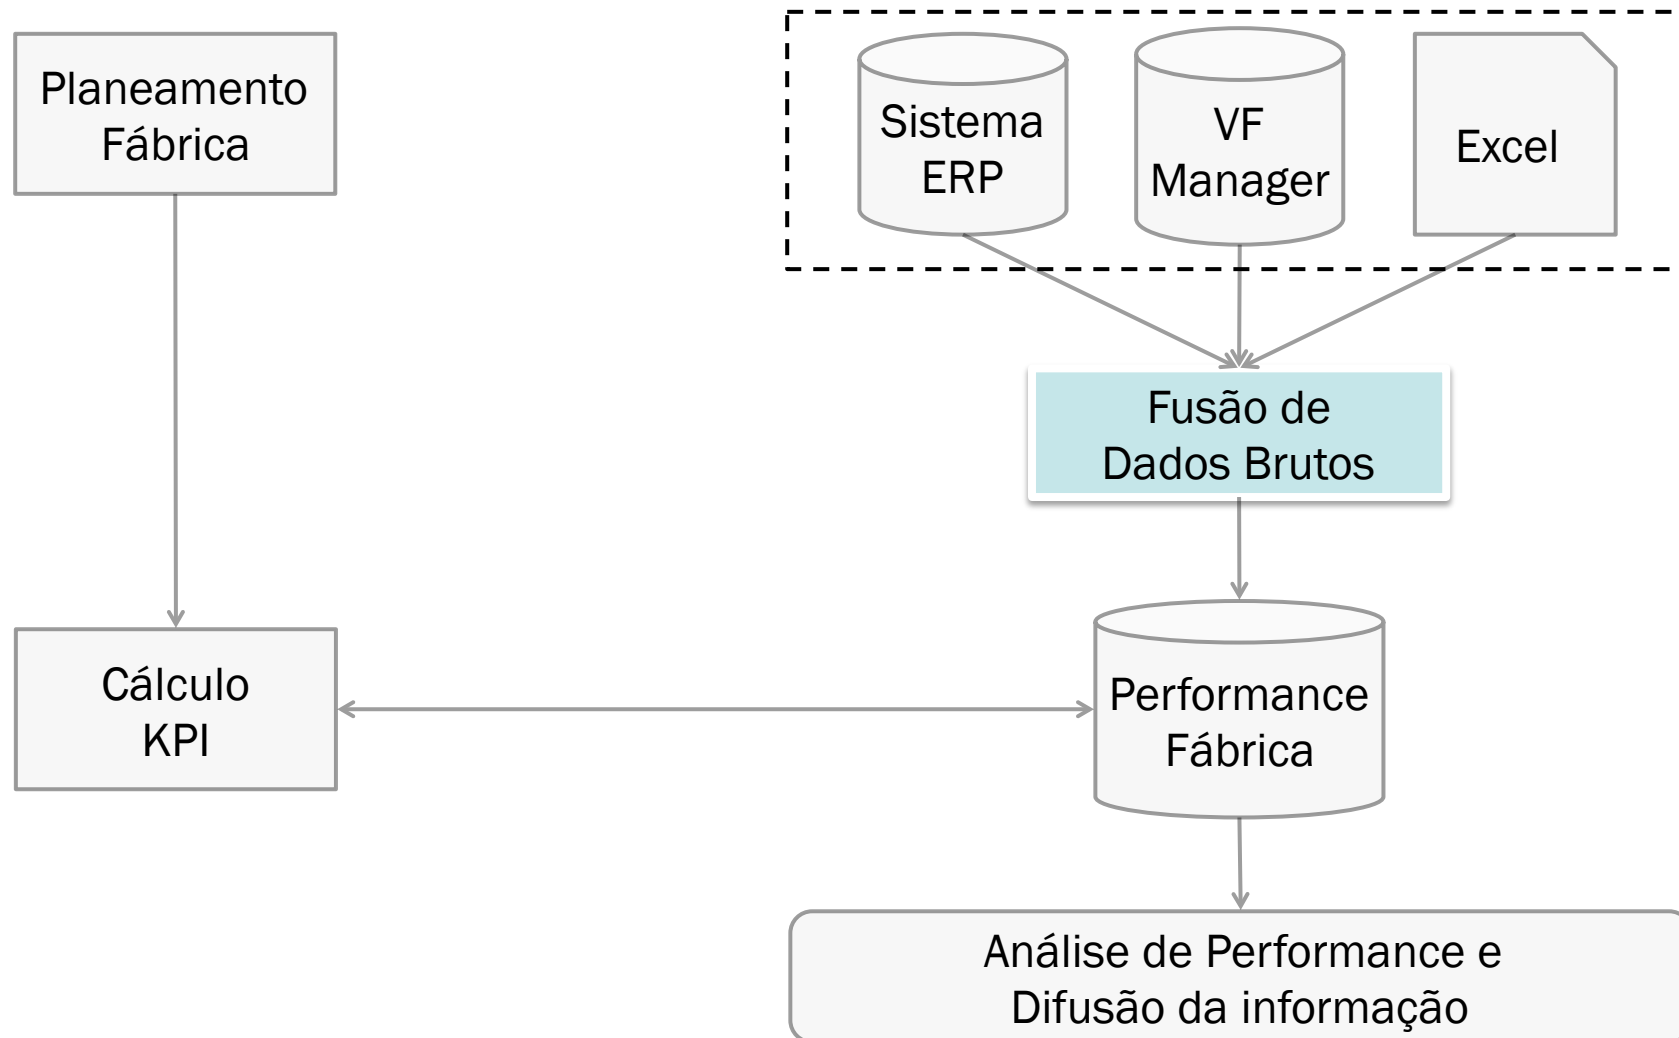 Planeamento
Fábrica
Sistema
ERP
VF
Manager
Excel
Fusão de
Dados Brutos
Cálculo
KPI
Performance
Fábrica
Análise de Performance e
Difusão da informação